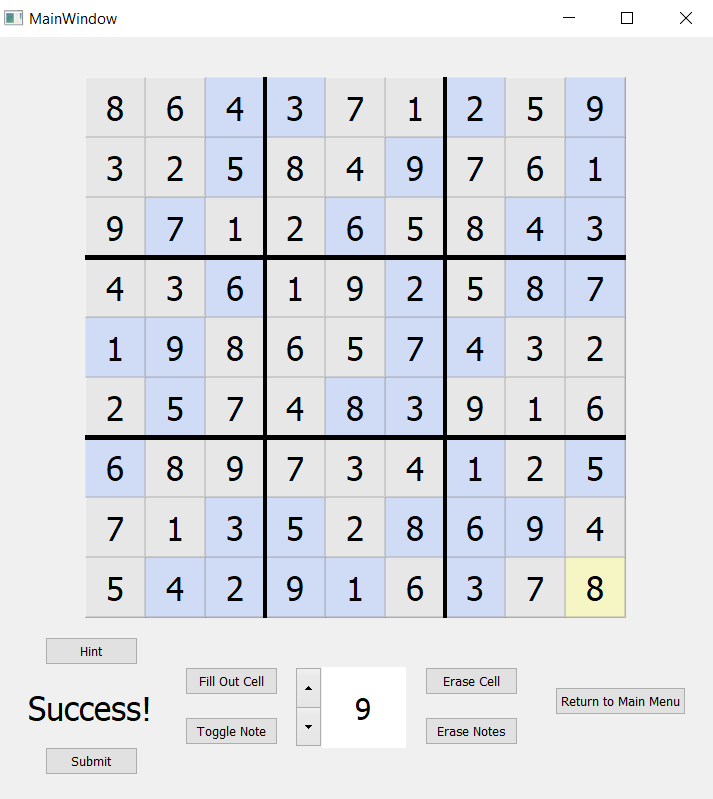 MainWindow
8 6 4 3 7 1 2 5 9
3 2 5 8 4 9 7 6 1
9 7 1 2 6 5 8 4 3
4 3 6 1 9 2 5 8 7
1 9 8 6 5 7 4 3 2
2 5 7 4 8 3 9 1 6
6 8 9 7 3 4 1 2 5
7 1 3 5 2 8 6 9 4
5 4 2 9 1 6 3 7 8
Hint
Success!
Submit
Fill Out Cell
Toggle Note
9
Erase Cell
Erase Notes
Return to Main Menu